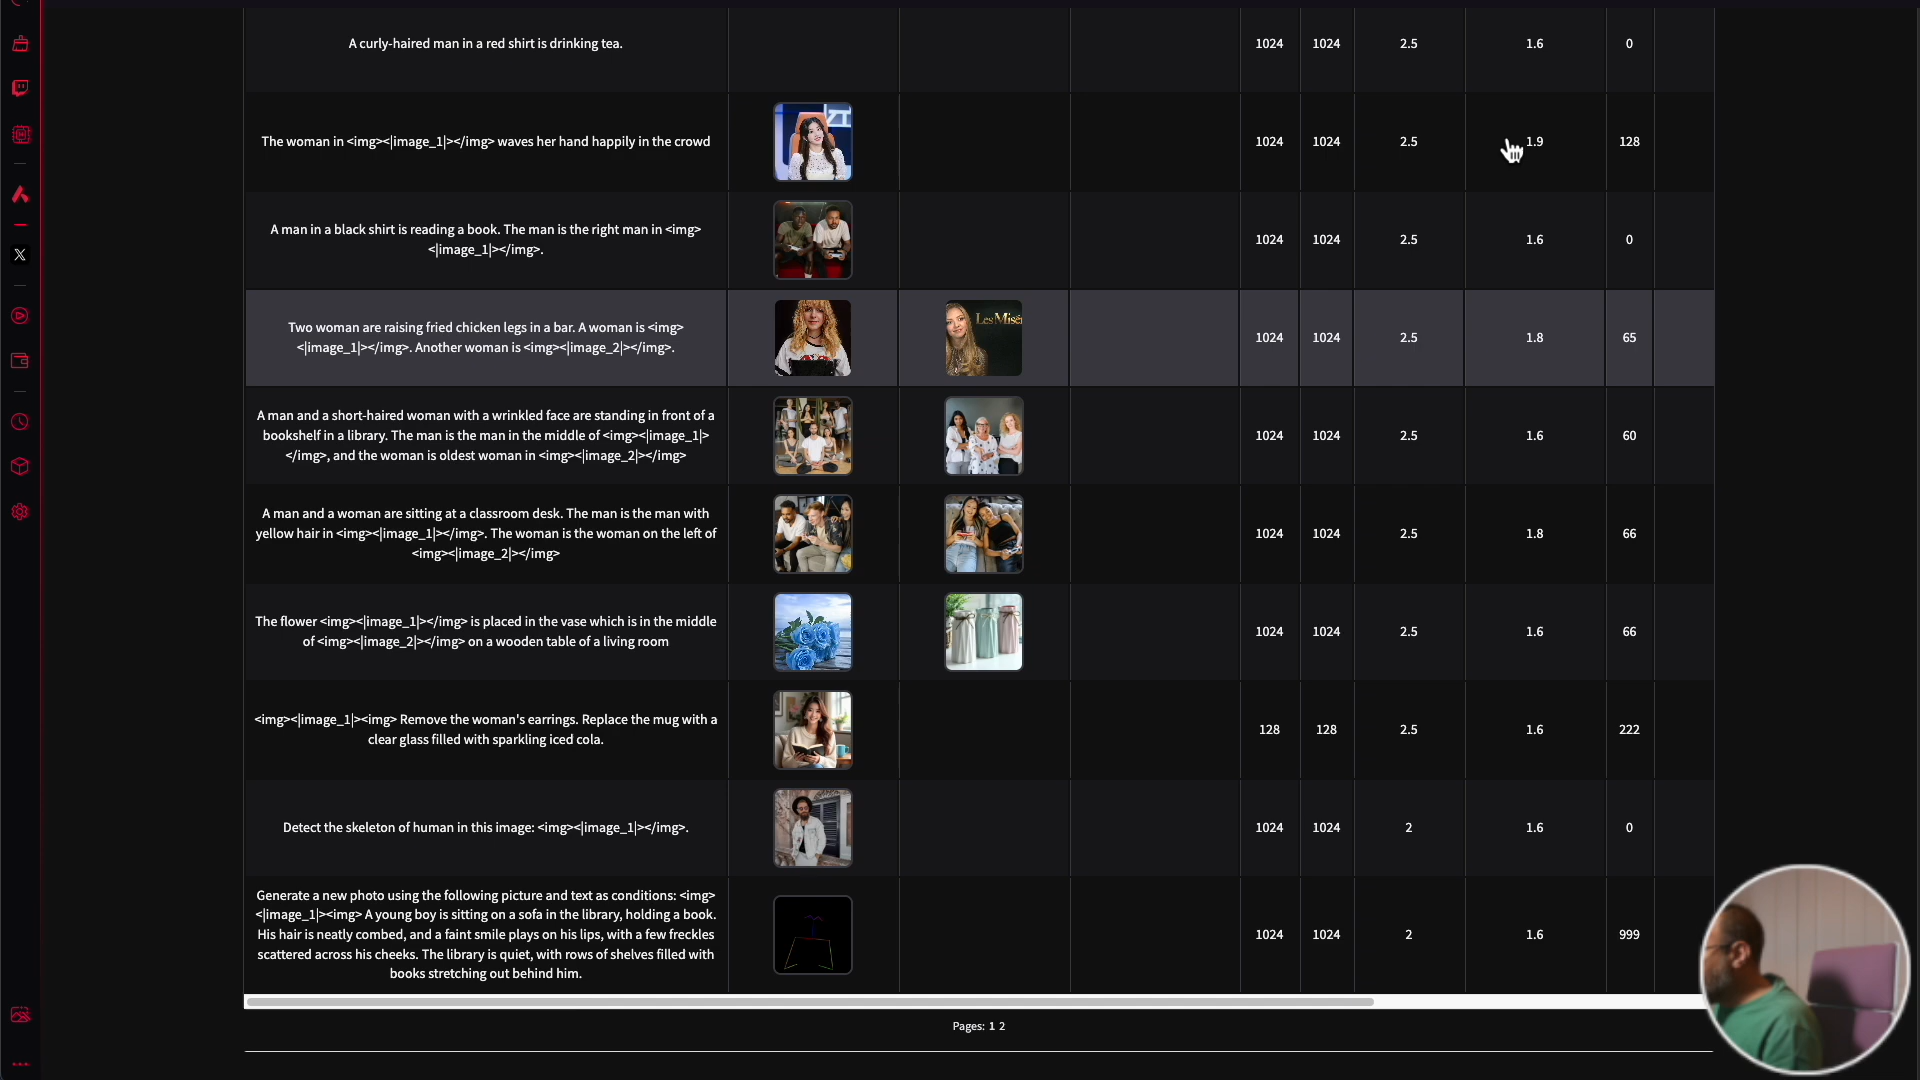 A curly-haired man in a red shirt is drinking tea.
1024 1024 2.5 1.6 0
The woman in <img><|image_1|></img> waves her hand happily in the crowd
1024 1024 2.5 1.9 128
A man in a black shirt is reading a book. The man is the right man in <img>
<|image_1|></img>.
1024 1024 2.5 1.6 0
Two woman are raising fried chicken legs in a bar. A woman is <img>
<|image_1|></img>. Another woman is <img><|image_2|></img>.
Les Misér
1024 1024 2.5 1.8 65
A man and a short-haired woman with a wrinkled face are standing in front of a
bookshelf in a library. The man is the man in the middle of <img><|image_1|>
</img>, and the woman is oldest woman in <img><|image_2|></img>
1024 1024 2.5 1.6 60
A man and a woman are sitting at a classroom desk. The man is the man with
yellow hair in <img><|image_1|></img>. The woman is the woman on the left of
<img><|image_2|></img>
1024 1024 2.5 1.8 66
The flower <img><|image_1|></img> is placed in the vase which is in the middle
of <img><|image_2|></img> on a wooden table of a living room
1024 1024 2.5 1.6 66
<img><|image_1|><img> Remove the woman's earrings. Replace the mug with a
clear glass filled with sparkling iced cola.
128 128 2.5 1.6 222
Detect the skeleton of human in this image: <img><|image_1|></img>.
1024 1024 2 1.6 0
Generate a new photo using the following picture and text as conditions: <img>
<|image_1|><img> A young boy is sitting on a sofa in the library, holding a book.
His hair is neatly combed, and a faint smile plays on his lips, with a few freckles
scattered across his cheeks. The library is quiet, with rows of shelves filled with
books stretching out behind him.
1024 1024 2 1.6 999
Pages: 1 2